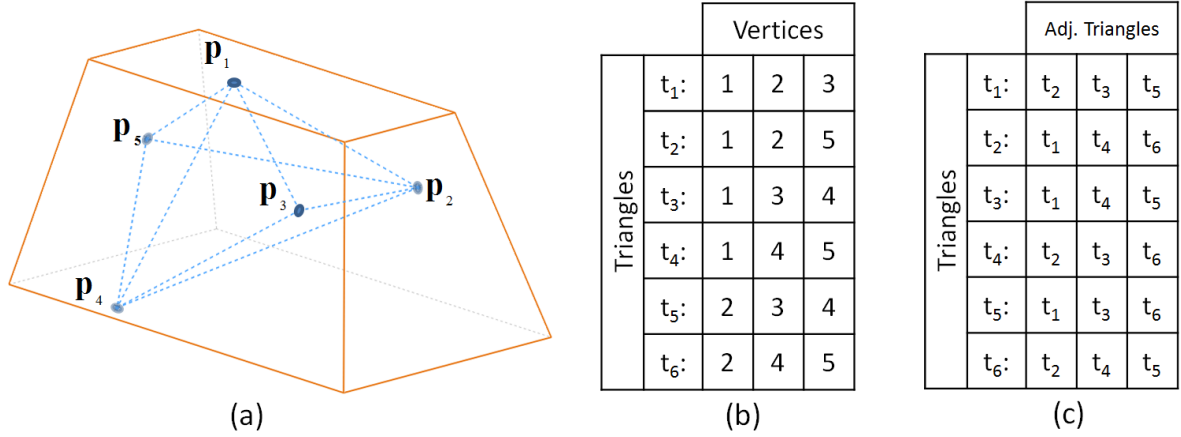 p₁
p₅
p₃
p₂
p₄
(a)
Vertices
Triangles
t₁: 1 2 3
t₂: 1 2 5
t₃: 1 3 4
t₄: 1 4 5
t₅: 2 3 4
t₆: 2 4 5
(b)
Adj. Triangles
Triangles
t₁: t₂ t₃ t₅
t₂: t₁ t₄ t₆
t₃: t₁ t₄ t₅
t₄: t₂ t₃ t₆
t₅: t₁ t₃ t₆
t₆: t₂ t₄ t₅
(c)